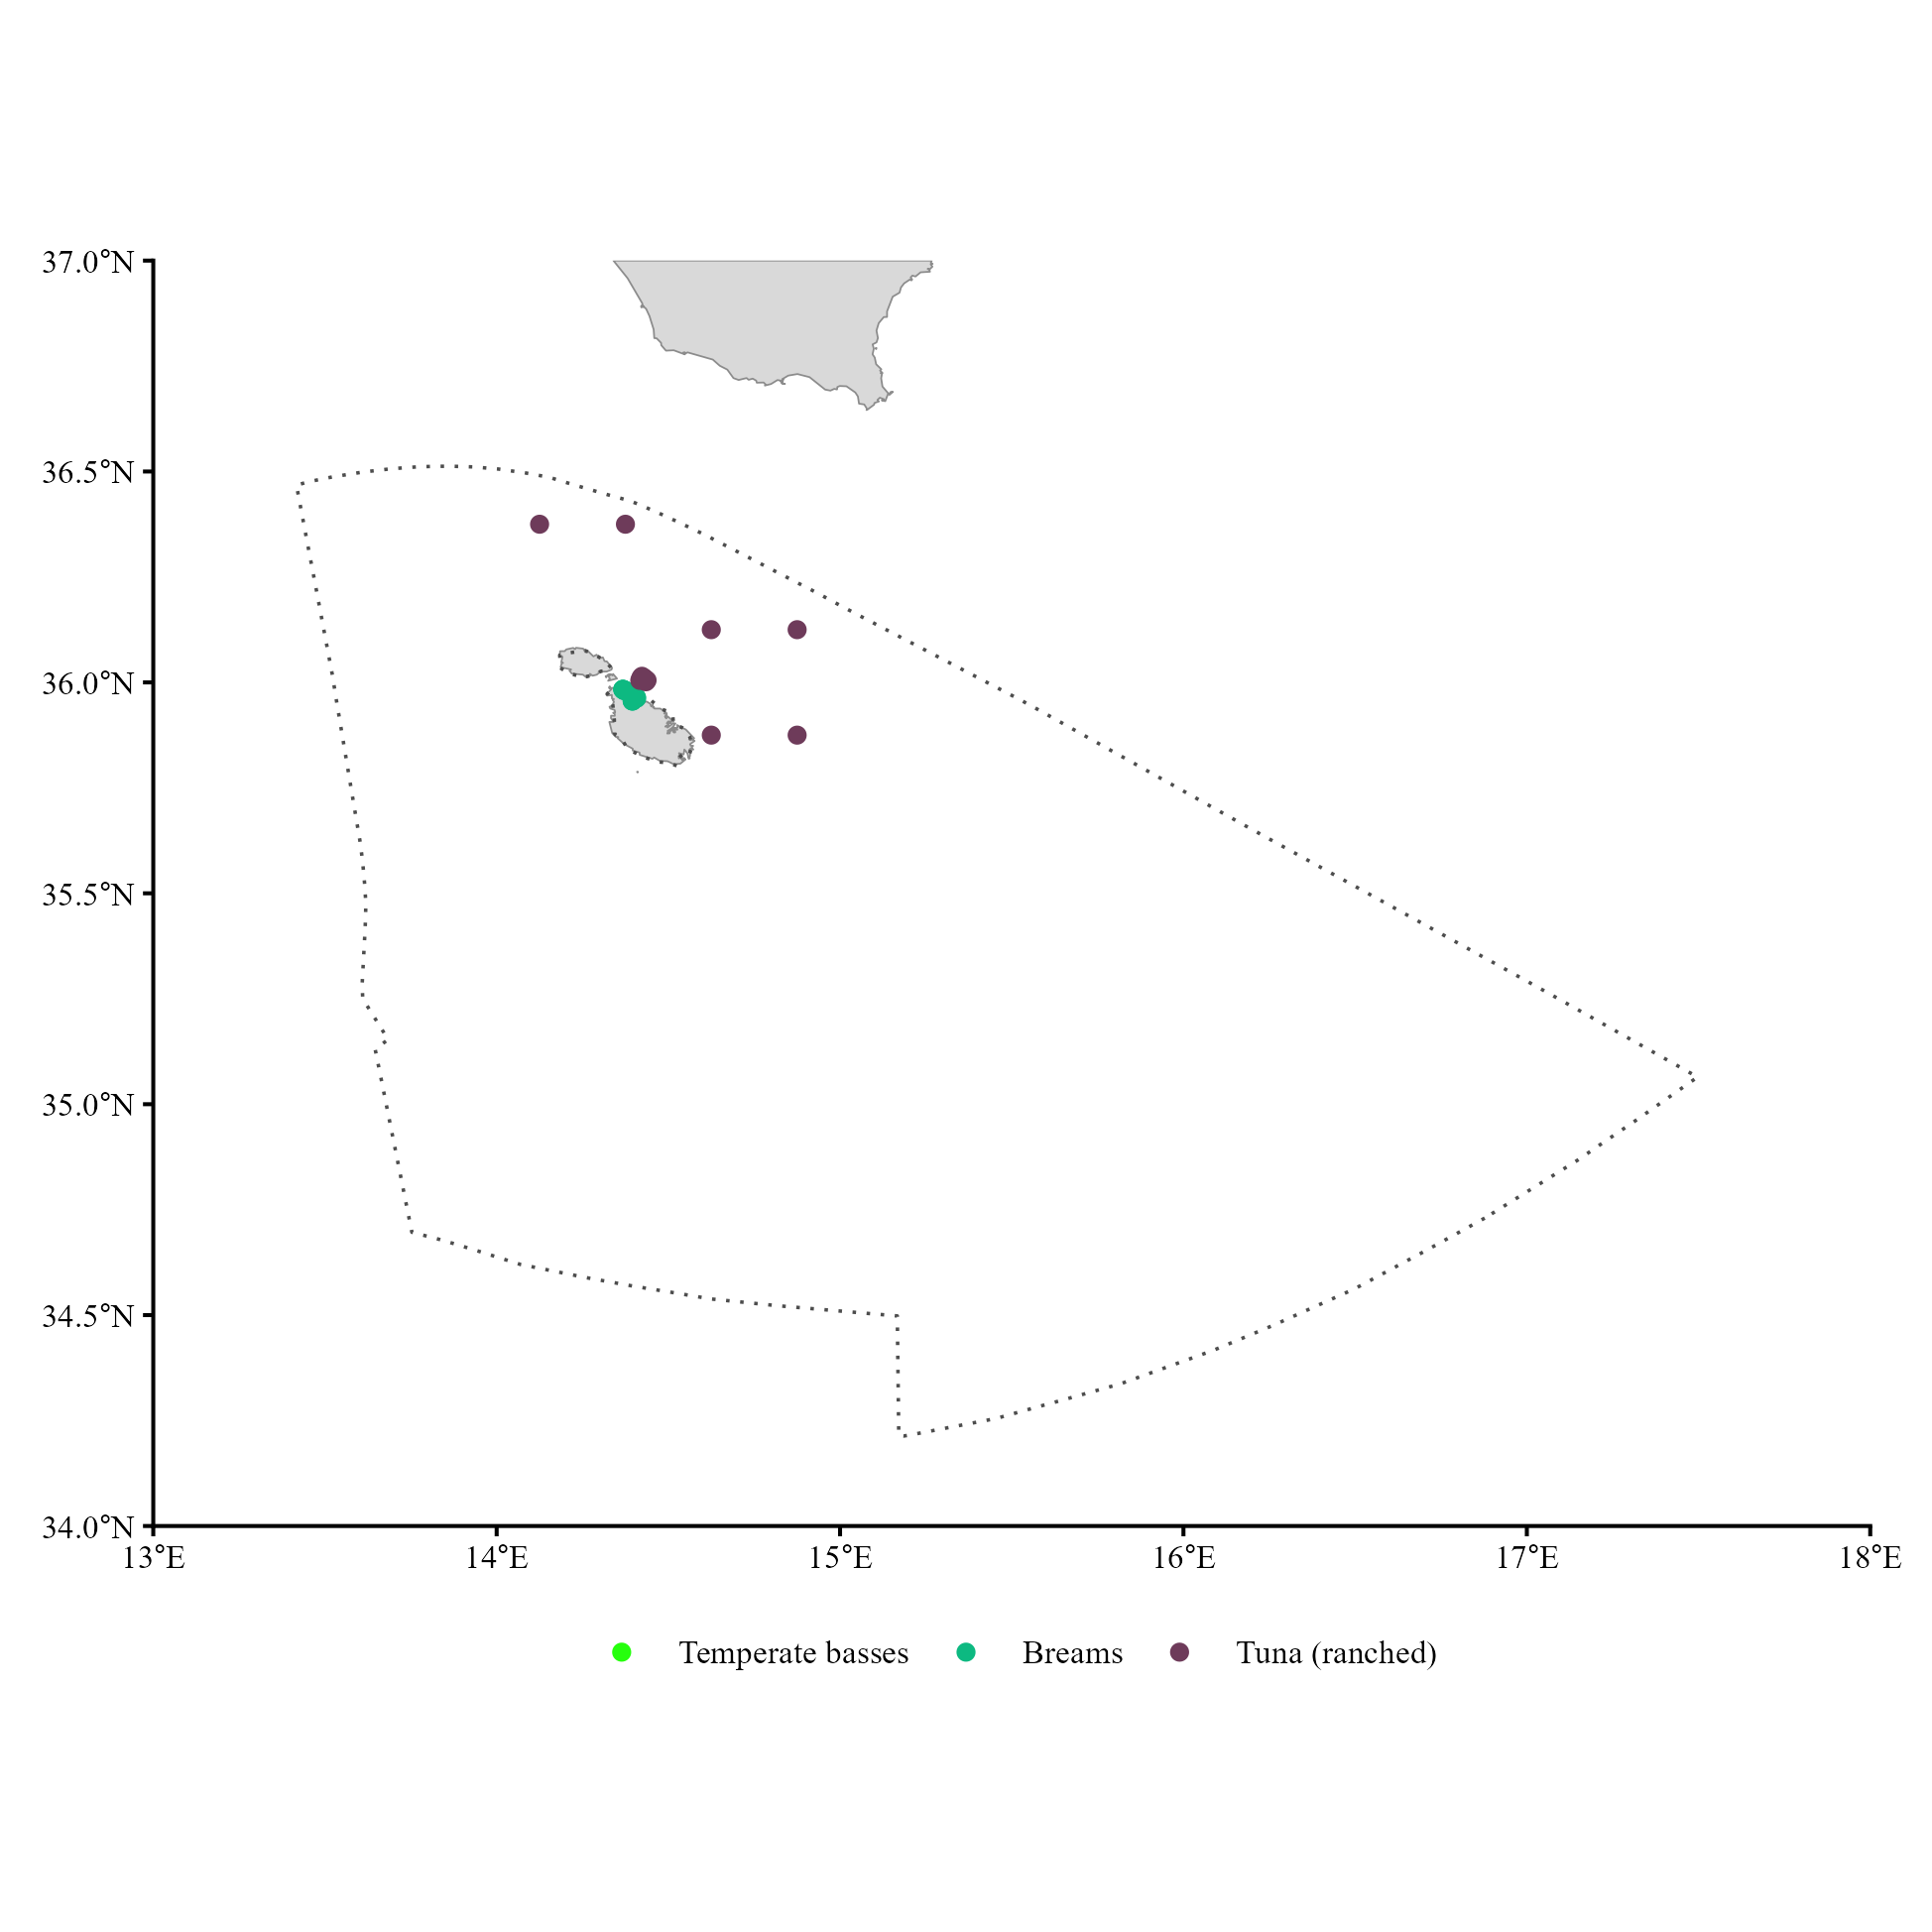 37.0°N
36.5°N
36.0°N
35.5°N
35.0°N
34.5°N
34.0°N
13°E 14°E 15°E 16°E 17°E 18°E
Temperate basses Breams Tuna (ranched)